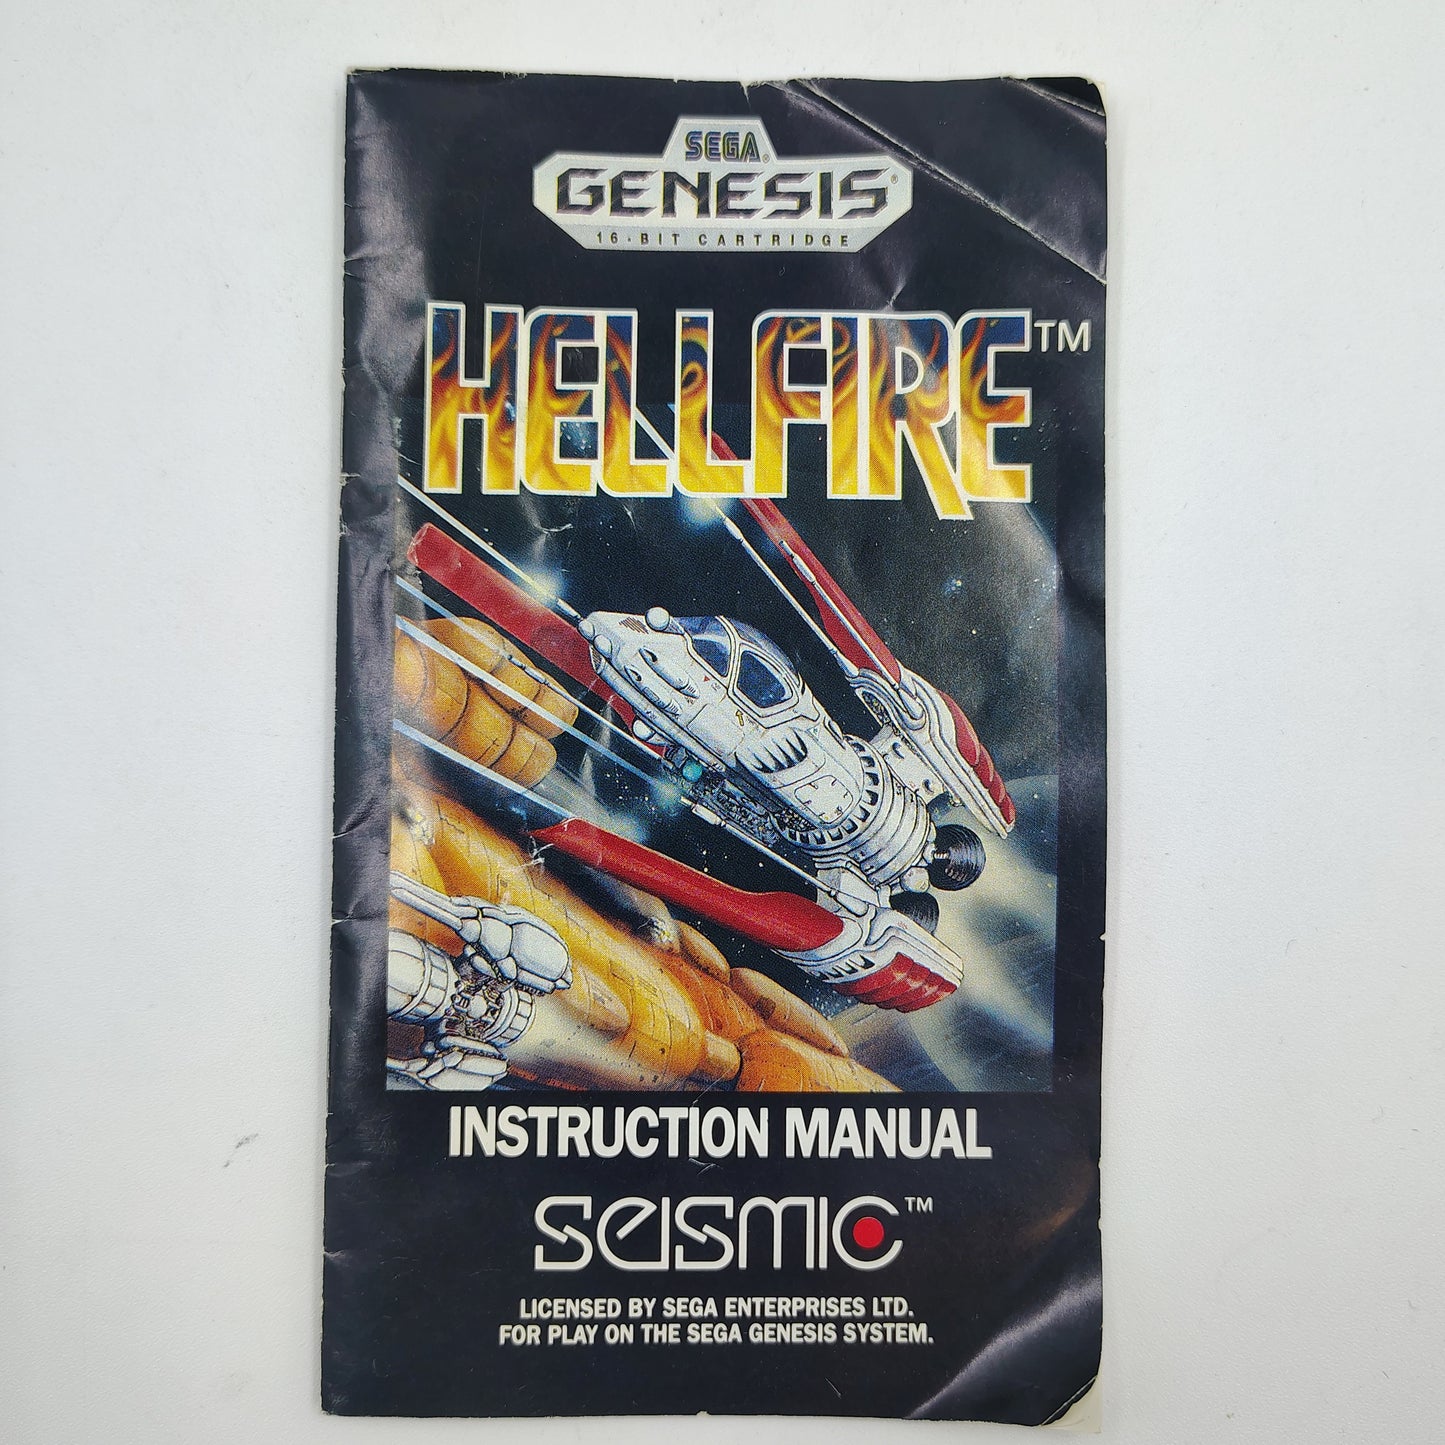 SEGA®
GENESIS®
16-BIT CARTRIDGE
HELLFIRE™
INSTRUCTION MANUAL
SEISMIC™
LICENSED BY SEGA ENTERPRISES LTD.
FOR PLAY ON THE SEGA GENESIS SYSTEM.